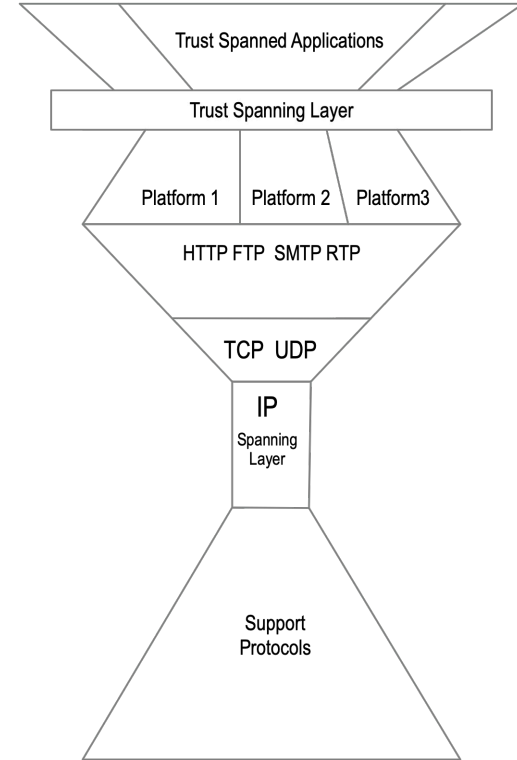 Trust Spanned Applications
Trust Spanning Layer
Platform 1 Platform 2 Platform3
HTTP FTP SMTP RTP
TCP UDP
IP
Spanning
Layer
Support
Protocols